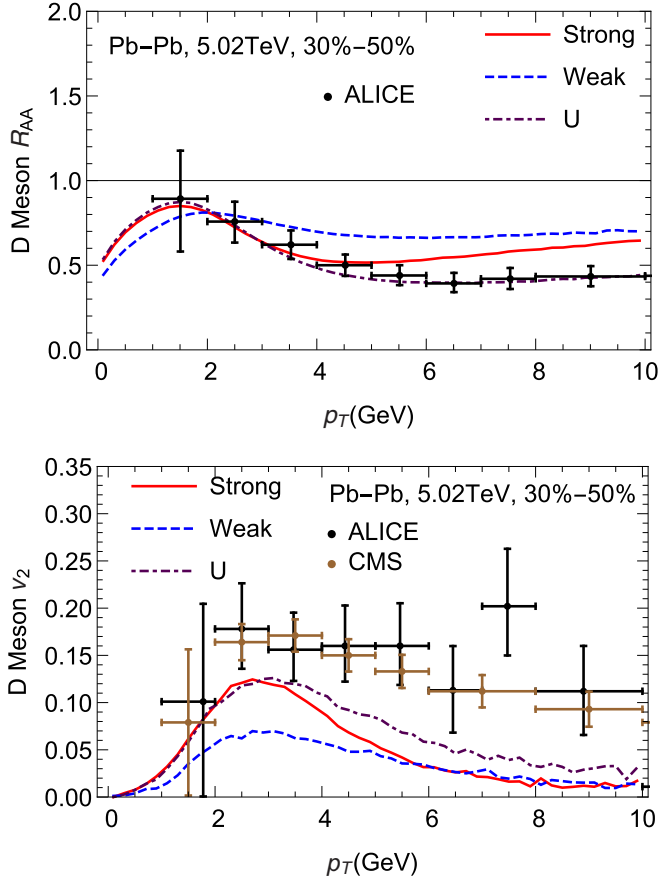 2.0
1.5
1.0
0.5
0.0
D Meson R_AA
Pb–Pb, 5.02TeV, 30%–50%
ALICE
Strong
Weak
U
0 2 4 6 8 10
p_T(GeV)
0.35
0.30
0.25
0.20
0.15
0.10
0.05
0.00
D Meson v_2
Strong
Weak
U
Pb–Pb, 5.02TeV, 30%–50%
ALICE
CMS
0 2 4 6 8 10
p_T(GeV)